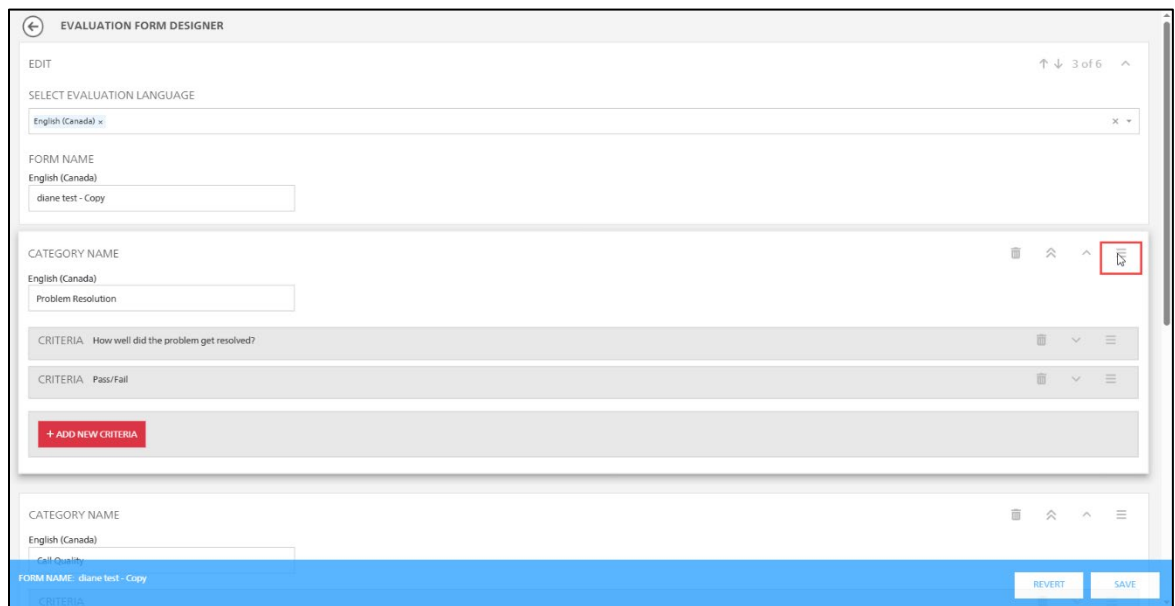 EVALUATION FORM DESIGNER
EDIT
3 of 6
SELECT EVALUATION LANGUAGE
English (Canada) ×
FORM NAME
English (Canada)
diane test - Copy
CATEGORY NAME
English (Canada)
Problem Resolution
CRITERIA How well did the problem get resolved?
CRITERIA Pass/Fail
+ ADD NEW CRITERIA
CATEGORY NAME
English (Canada)
Call Quality
FORM NAME: diane test - Copy
REVERT
SAVE
CRITERIA